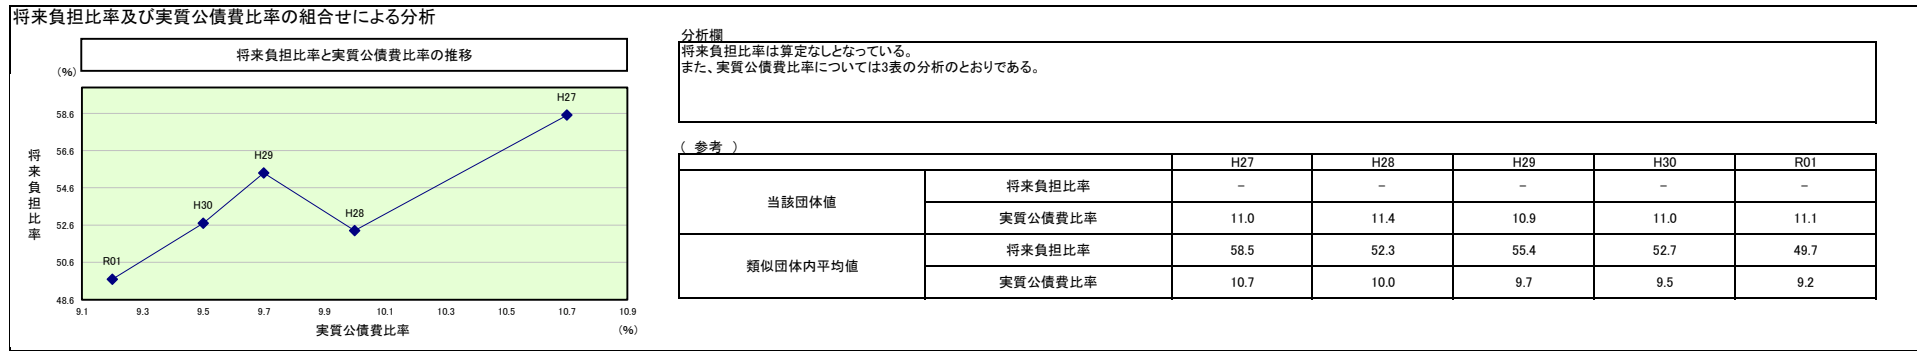 将来負担比率及び実質公債費比率の組合せによる分析
将来負担比率と実質公債費比率の推移
(%)
58.6
56.6
54.6
52.6
50.6
48.6
将来負担比率
H27
H29
H30
H28
R01
9.1 9.3 9.5 9.7 9.9 10.1 10.3 10.5 10.7 10.9
実質公債費比率
(%)
分析欄
将来負担比率は算定なしとなっている。
また、実質公債費比率については3表の分析のとおりである。
( 参考 )
H27 H28 H29 H30 R01
当該団体値
将来負担比率 － － － － －
実質公債費比率 11.0 11.4 10.9 11.0 11.1
類似団体内平均値
将来負担比率 58.5 52.3 55.4 52.7 49.7
実質公債費比率 10.7 10.0 9.7 9.5 9.2